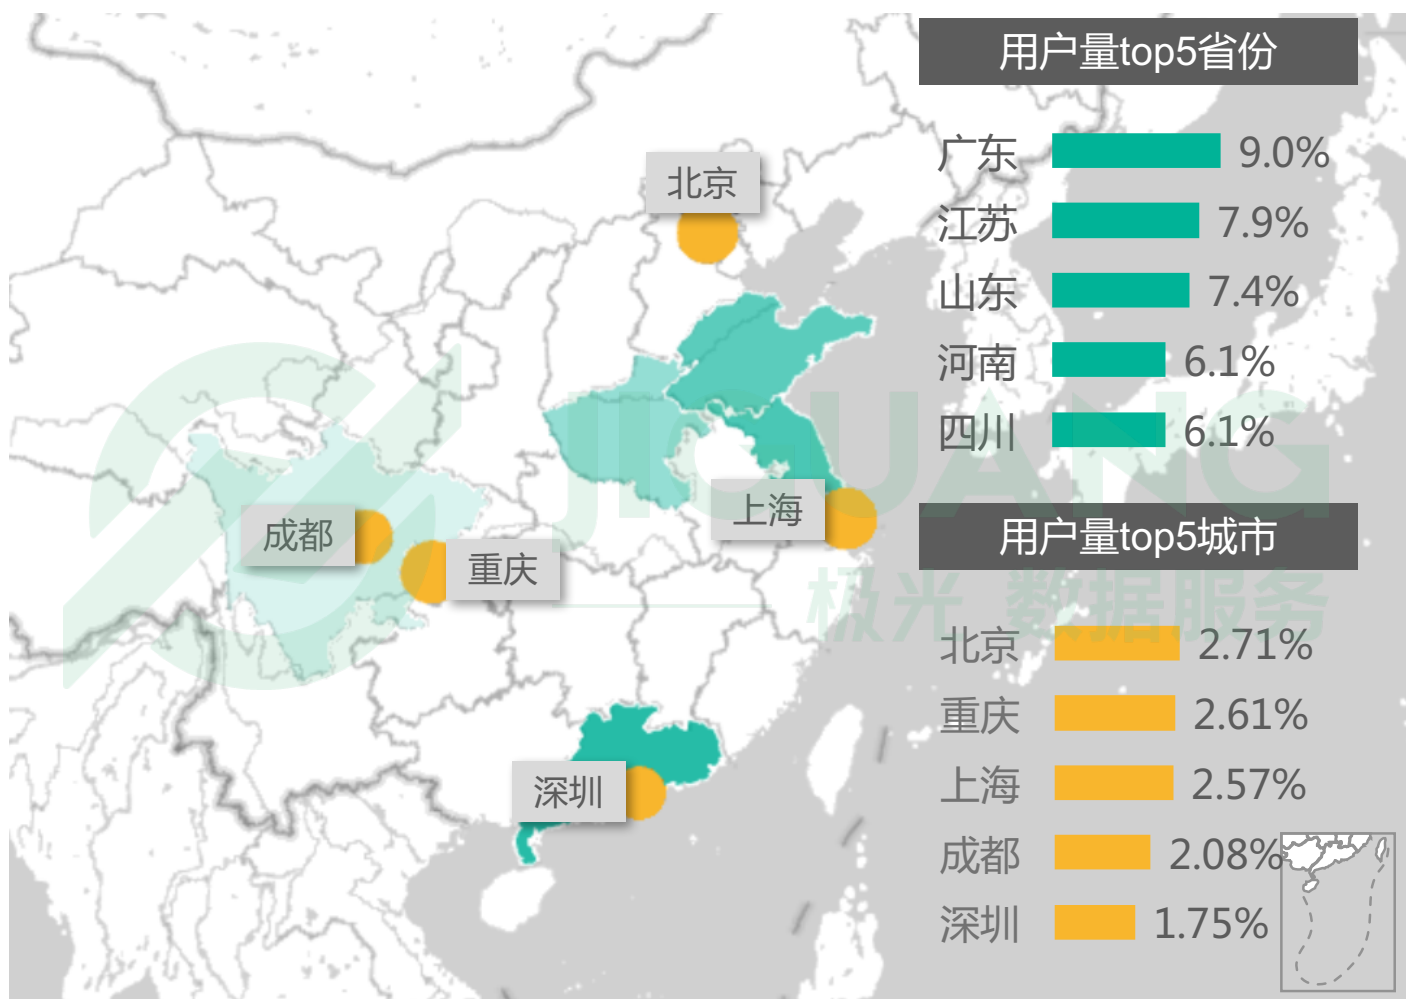 用户量top5省份
广东 9.0%
江苏 7.9%
山东 7.4%
河南 6.1%
四川 6.1%
用户量top5城市
北京 2.71%
重庆 2.61%
上海 2.57%
成都 2.08%
深圳 1.75%
北京
上海
成都
重庆
深圳
JIGUANG
极光 数据服务